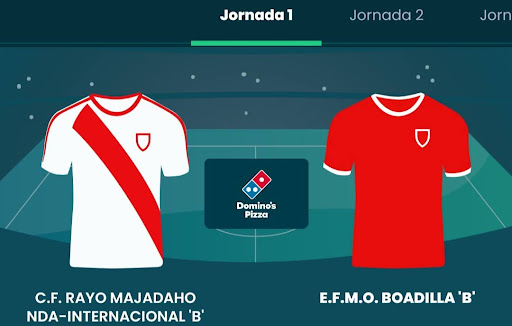 Jornada 1
Jornada 2
Jorn
Domino's
Pizza
C.F. RAYO MAJADAHO
NDA-INTERNACIONAL 'B'
E.F.M.O. BOADILLA 'B'